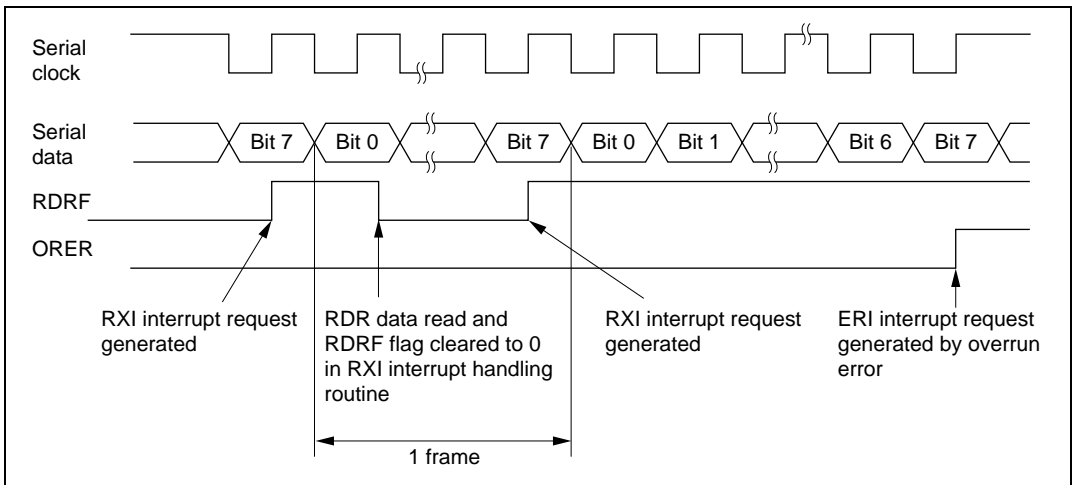 Serial
clock
Serial
data
Bit 7
Bit 0
Bit 7
Bit 0
Bit 1
Bit 6
Bit 7
RDRF
ORER
RXI interrupt request
generated
RDR data read and
RDRF flag cleared to 0
in RXI interrupt handling
routine
RXI interrupt request
generated
ERI interrupt request
generated by overrun
error
1 frame